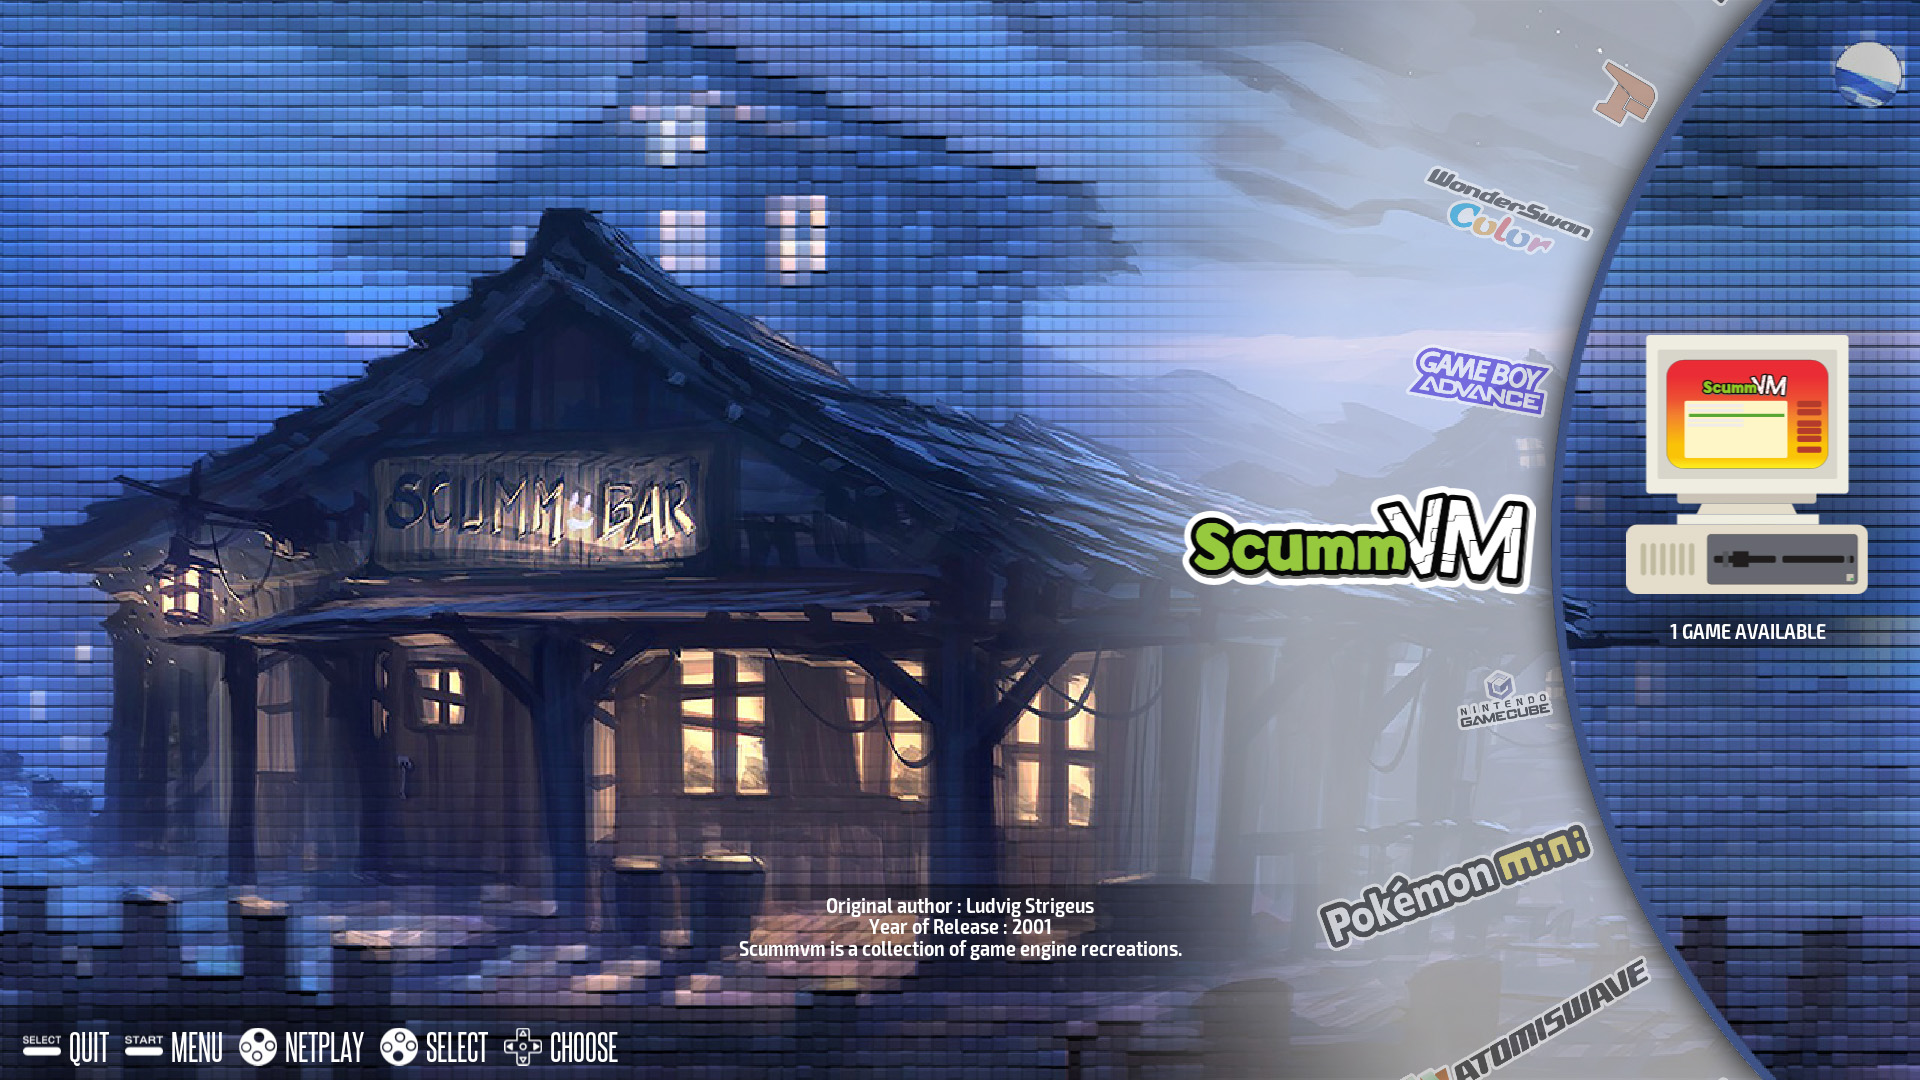 WonderSwan
Color
GAME BOY
ADVANCE
SCUMM BAR
ScummVM
ScummVM
1 GAME AVAILABLE
NINTENDO
GAMECUBE
Pokémon mini
Original author : Ludvig Strigeus
Year of Release : 2001
Scummvm is a collection of game engine recreations.
ATOMISWAVE
SELECT QUIT START MENU NETPLAY SELECT CHOOSE